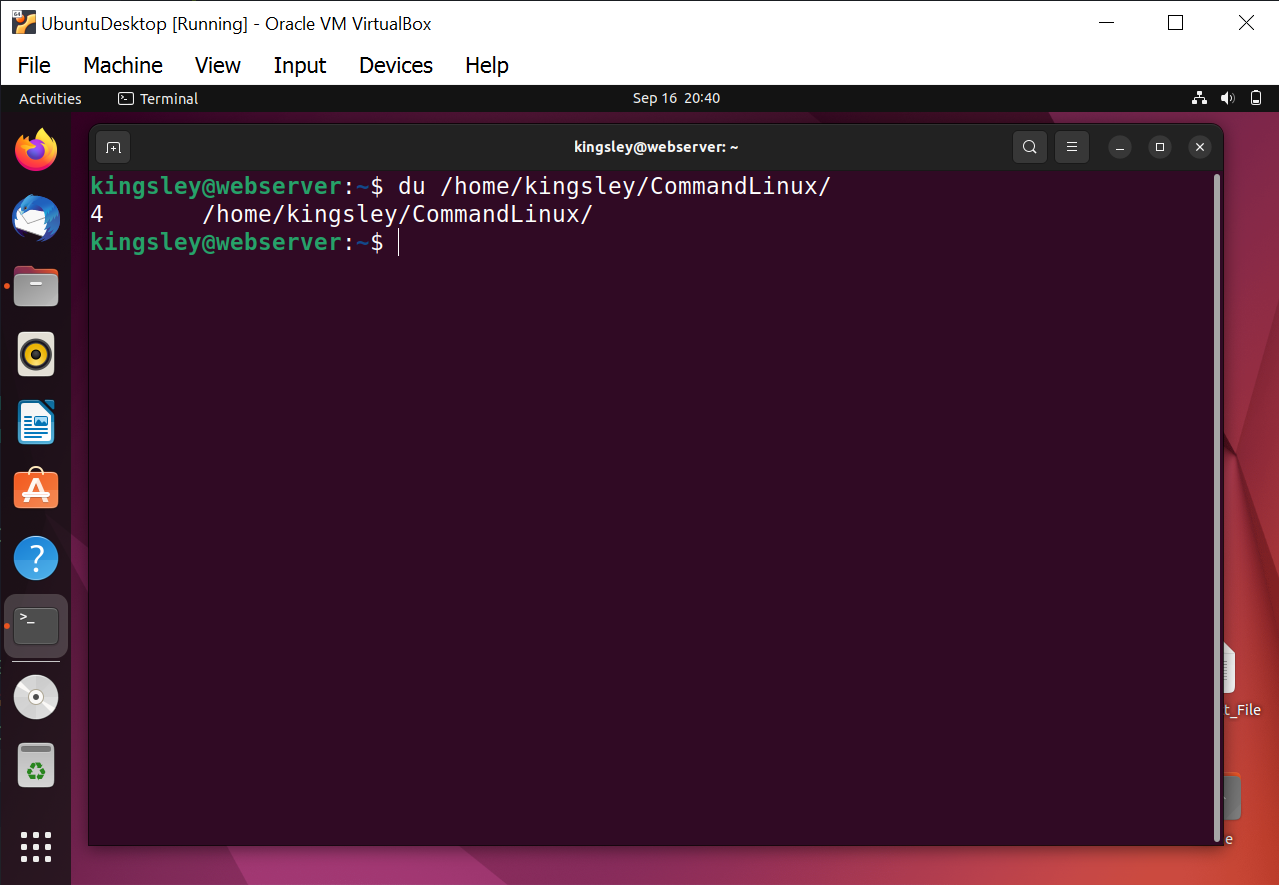 UbuntuDesktop [Running] - Oracle VM VirtualBox
File Machine View Input Devices Help
Activities Terminal Sep 16 20:40
kingsley@webserver: ~
kingsley@webserver:~$ du /home/kingsley/CommandLinux/
4 /home/kingsley/CommandLinux/
kingsley@webserver:~$
t_File
e